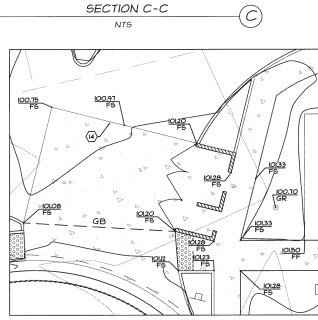 SECTION C-C
C
NTS
100.75
FS
100.97
FS
101.20
FS
14
101.33
FS
101.28
FS
100.70
GR
101.08
FS
101.20
FS
GB
101.33
FS
101.28
FS
101.30
FF
101.12
FS
101.23
FS
101.28
FS